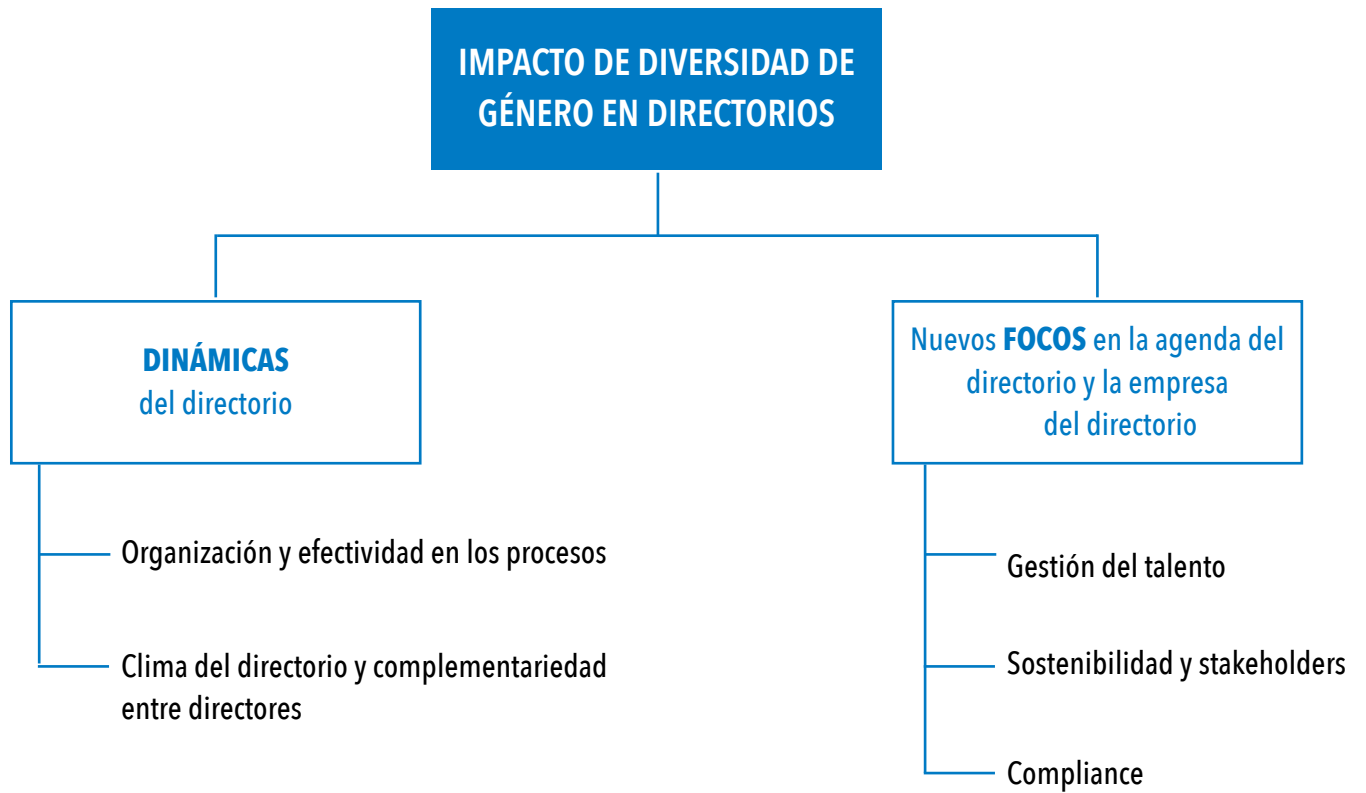 IMPACTO DE DIVERSIDAD DE
GÉNERO EN DIRECTORIOS
DINÁMICAS
del directorio
Organización y efectividad en los procesos
Clima del directorio y complementariedad
entre directores
Nuevos FOCOS en la agenda del
directorio y la empresa
del directorio
Gestión del talento
Sostenibilidad y stakeholders
Compliance